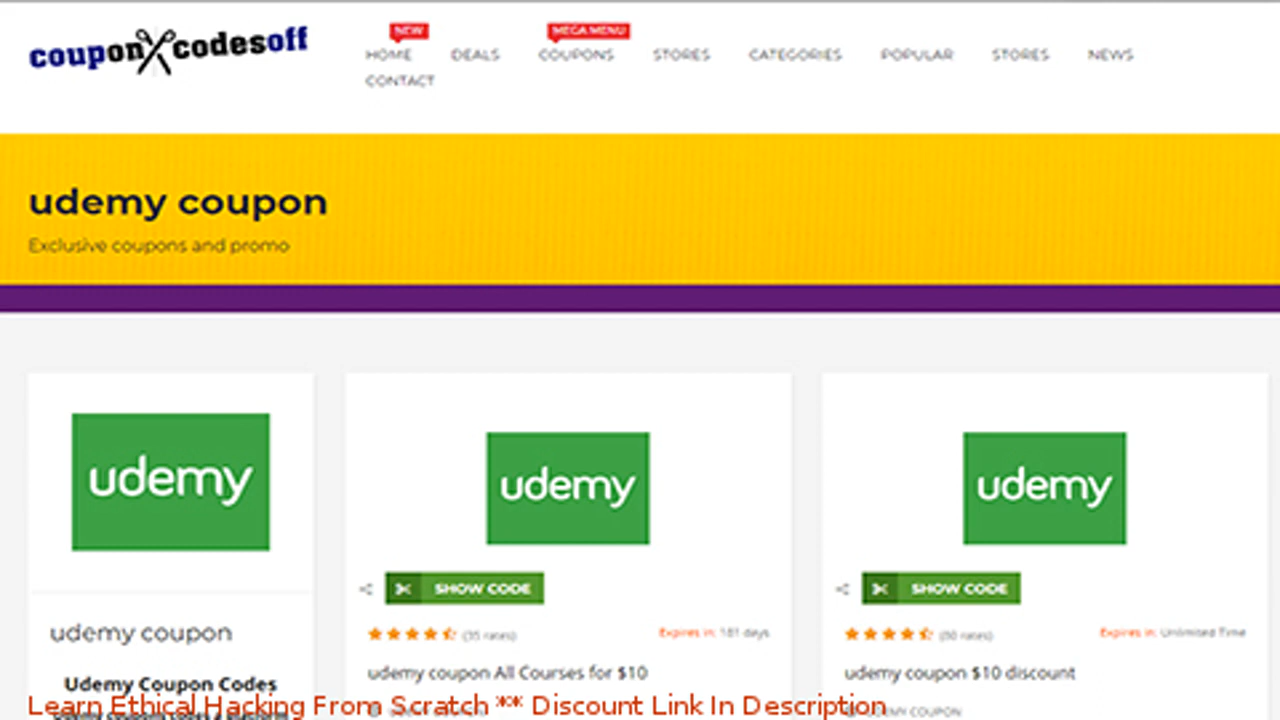 couponcodesoff
NEW
MEGA MENU
HOME DEALS COUPONS STORES CATEGORIES POPULAR STORES NEWS
CONTACT
udemy coupon
Exclusive coupons and promo
udemy
udemy
udemy
SHOW CODE
SHOW CODE
(35 rates)
Expires in: 181 days
(80 rates)
Expires in: Unlimited Time
udemy coupon
udemy coupon All Courses for $10
udemy coupon $10 discount
Udemy Coupon Codes
Learn Ethical Hacking From Scratch ** Discount Link In Description
UDEMY COUPON